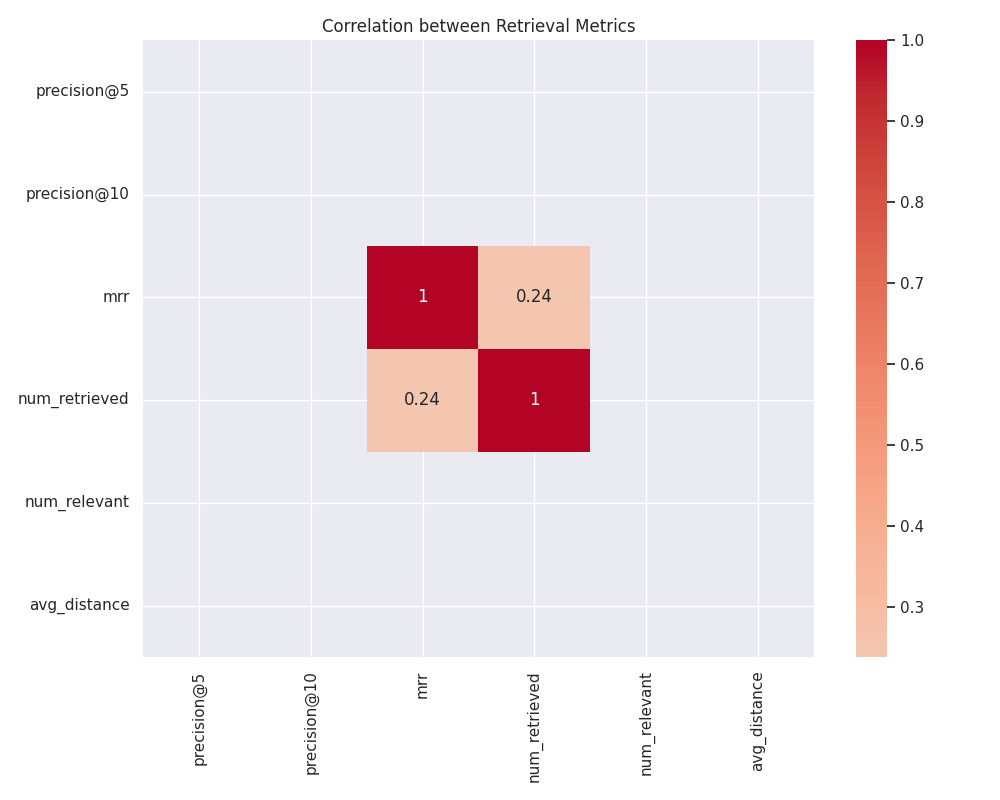 Correlation between Retrieval Metrics
precision@5
precision@10
mrr
num_retrieved
num_relevant
avg_distance
1 0.24
0.24 1
precision@5
precision@10
mrr
num_retrieved
num_relevant
avg_distance
1.0
0.9
0.8
0.7
0.6
0.5
0.4
0.3